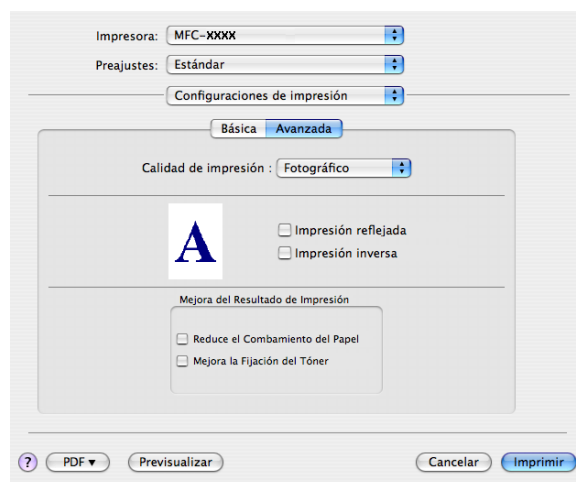 Impresora: MFC-XXXX
Preajustes: Estándar
Configuraciones de impresión
Básica Avanzada
Calidad de impresión : Fotográfico
A
Impresión reflejada
Impresión inversa
Mejora del Resultado de Impresión
Reduce el Combamiento del Papel
Mejora la Fijación del Tóner
? PDF▼ Previsualizar Cancelar Imprimir